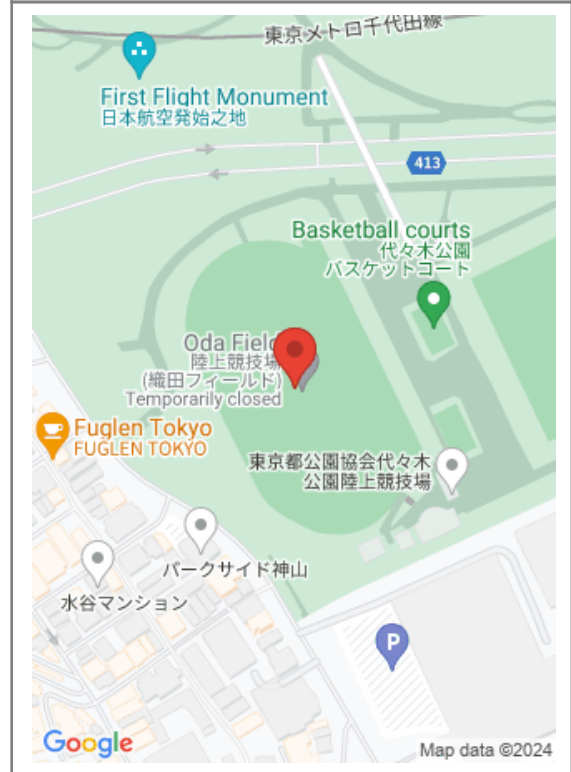 東京メトロ千代田線
First Flight Monument
日本航空発始之地
413
Basketball courts
代々木公園
バスケットコート
Oda Field
陸上競技場
(織田フィールド)
Temporarily closed
Fuglen Tokyo
FUGLEN TOKYO
東京都公園協会代々木
公園陸上競技場
パークサイド神山
水谷マンション
P
Google
Map data ©2024